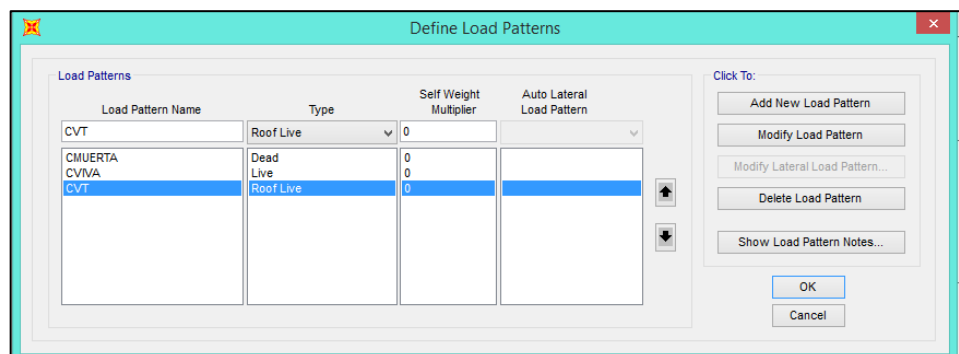 Define Load Patterns
Load Patterns
Click To:
Self Weight Auto Lateral
Load Pattern Name Type Multiplier Load Pattern
CVT Roof Live 0
CMUERTA Dead 0
CVIVA Live 0
CVT Roof Live 0
Add New Load Pattern
Modify Load Pattern
Modify Lateral Load Pattern...
Delete Load Pattern
Show Load Pattern Notes...
OK
Cancel